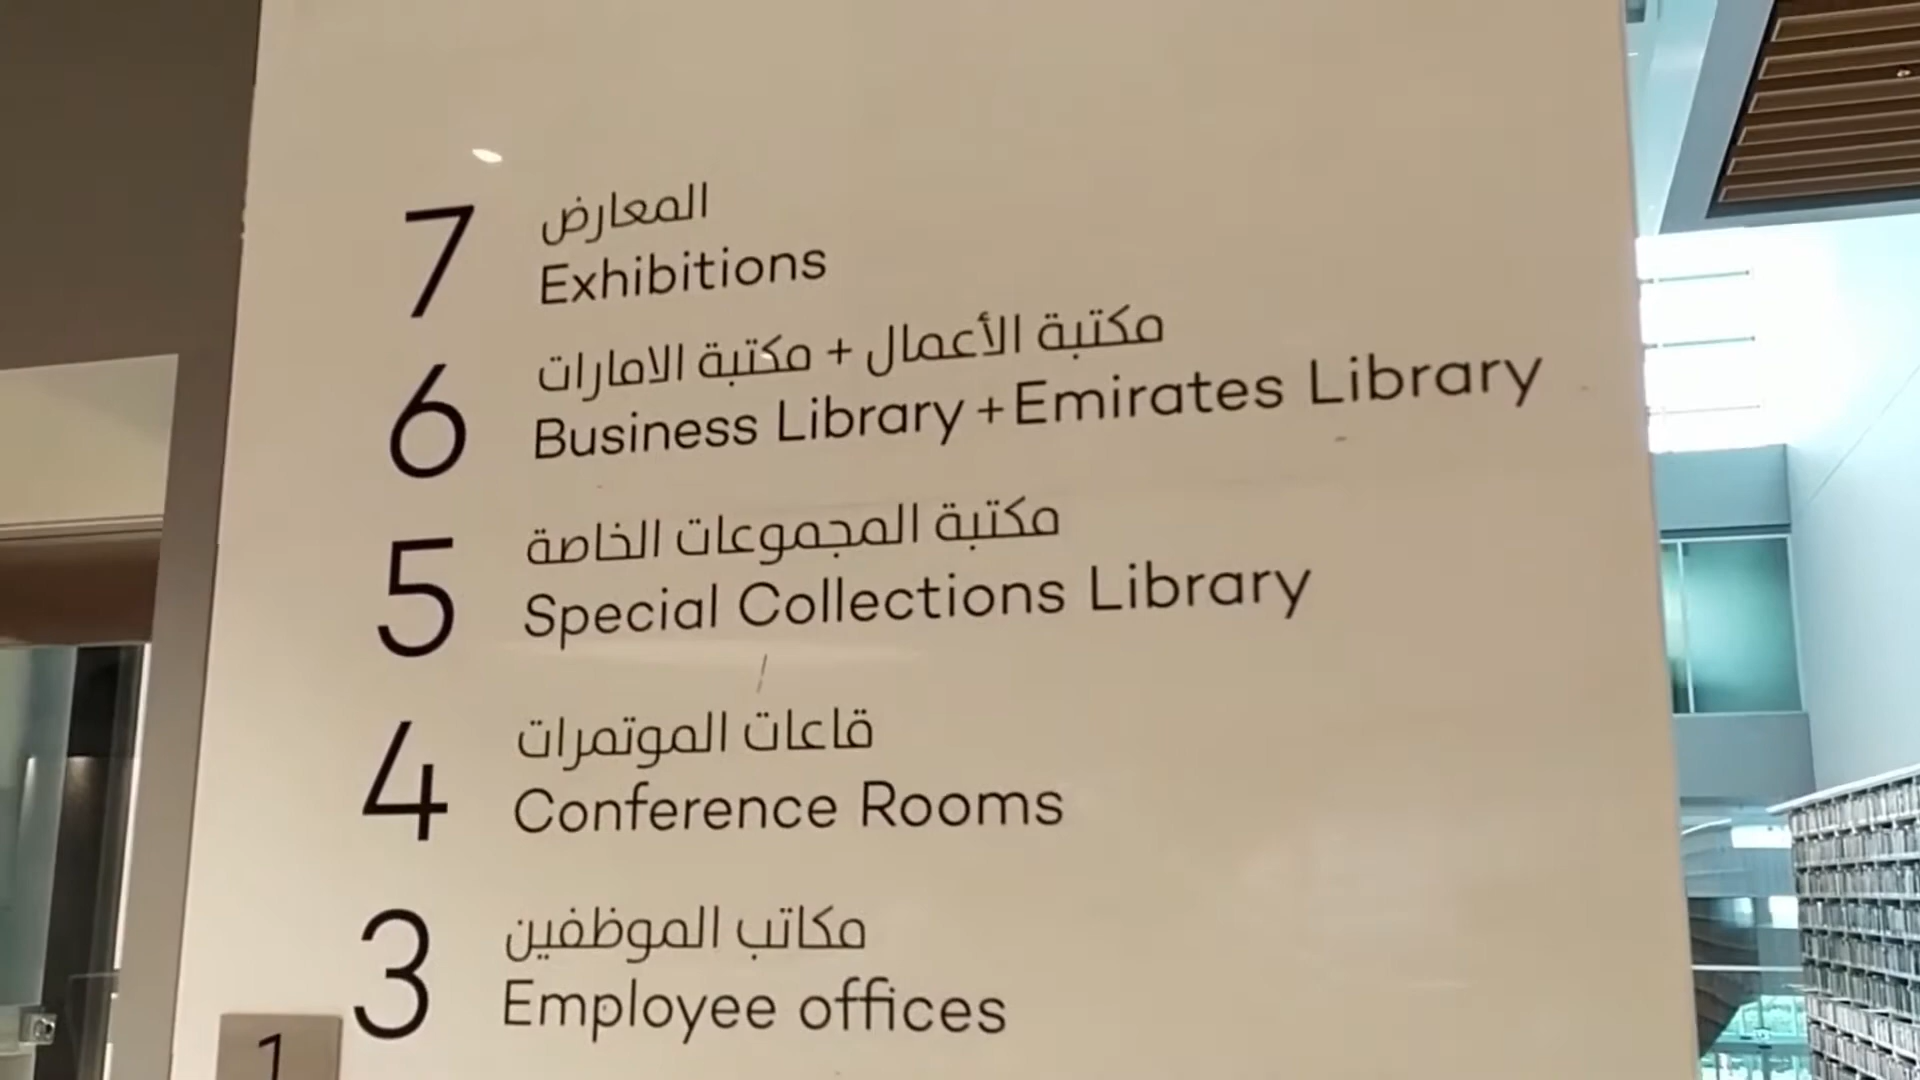 7
المعارض
Exhibitions
6
مكتبة الأعمال + مكتبة الامارات
Business Library + Emirates Library
5
مكتبة المجموعات الخاصة
Special Collections Library
4
قاعات الموتمرات
Conference Rooms
3
مكاتب الموظفين
Employee offices
1